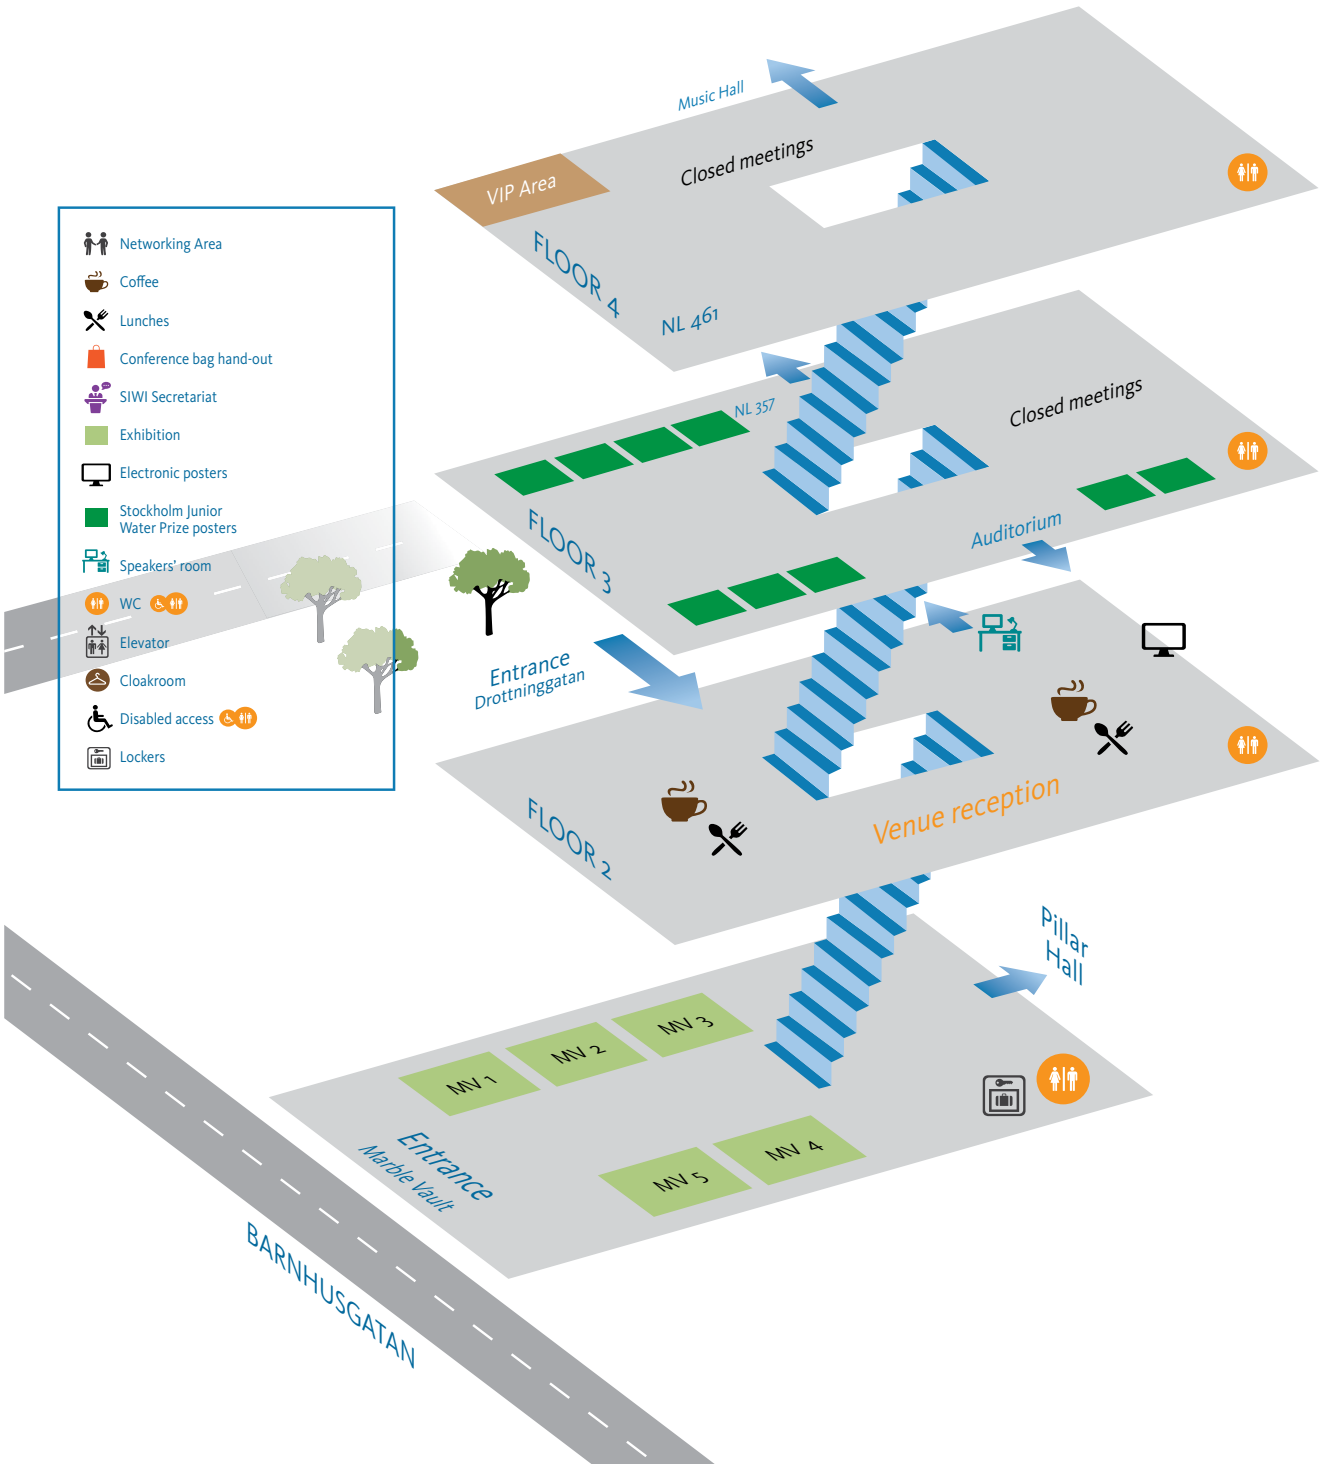 Music Hall
Closed meetings
VIP Area
FLOOR 4
NL 461
Networking Area
Coffee
Lunches
Conference bag hand-out
SIWI Secretariat
Exhibition
Electronic posters
Stockholm Junior
Water Prize posters
Speakers' room
WC
Elevator
Cloakroom
Disabled access
Lockers
NL 357
Closed meetings
FLOOR 3
Auditorium
Entrance
Drottninggatan
FLOOR 2
Venue reception
Pillar
Hall
MV 1
MV 2
MV 3
MV 4
MV 5
Entrance
Marble Vault
BARNHUSGATAN